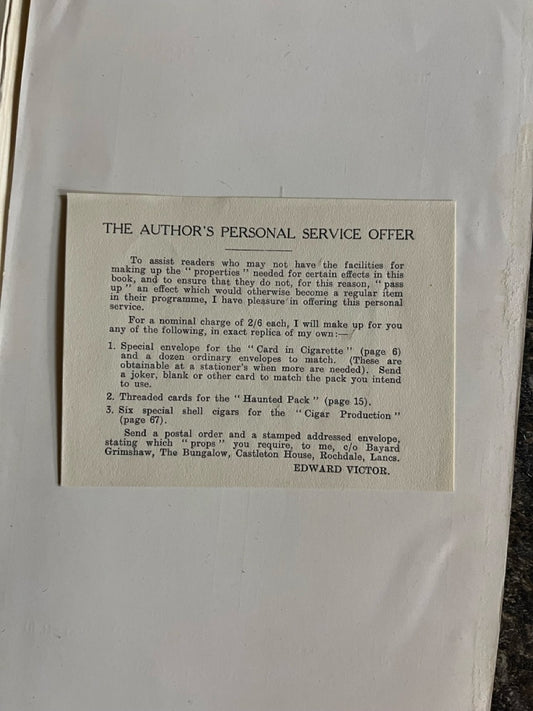 THE AUTHOR'S PERSONAL SERVICE OFFER
To assist readers who may not have the facilities for
making up the " properties " needed for certain effects in this
book, and to ensure that they do not, for this reason, " pass
up " an effect which would otherwise become a regular item
in their programme, I have pleasure in offering this personal
service.
For a nominal charge of 2/6 each, I will make up for you
any of the following, in exact replica of my own :—
1. Special envelope for the " Card in Cigarette " (page 6)
and a dozen ordinary envelopes to match. (These are
obtainable at a stationer's when more are needed). Send
a joker, blank or other card to match the pack you intend
to use.
2. Threaded cards for the " Haunted Pack " (page 15).
3. Six special shell cigars for the " Cigar Production "
(page 67).
Send a postal order and a stamped addressed envelope,
stating which " props " you require, to me, c/o Bayard
Grimshaw, The Bungalow, Castleton House, Rochdale, Lancs.
EDWARD VICTOR.